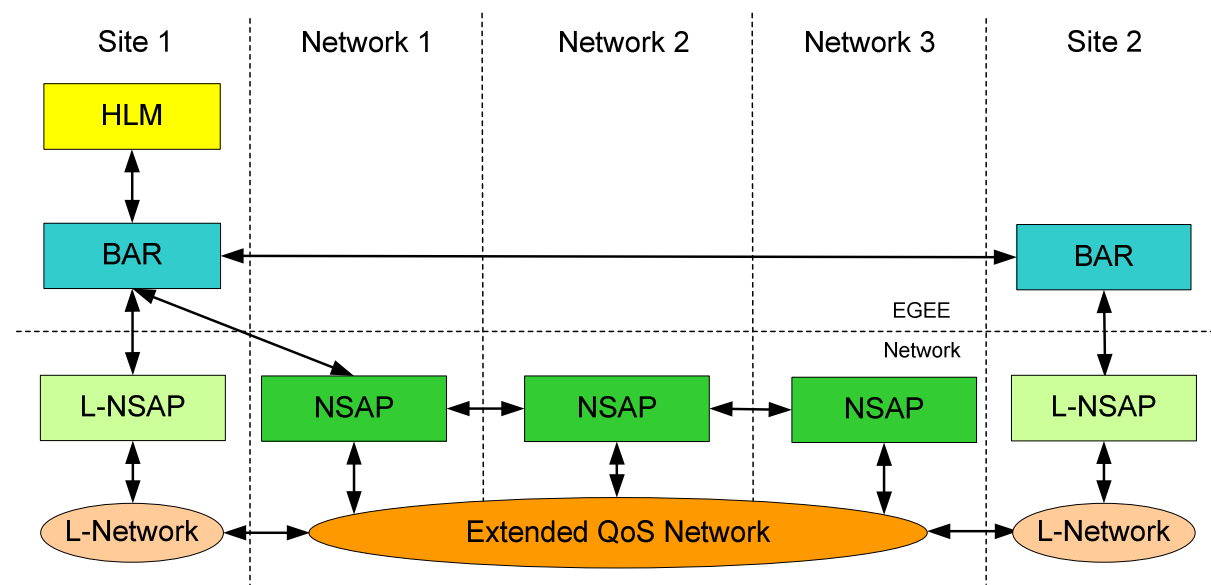 Site 1
Network 1
Network 2
Network 3
Site 2
HLM
BAR
BAR
EGEE
Network
L-NSAP
NSAP
NSAP
NSAP
L-NSAP
L-Network
Extended QoS Network
L-Network